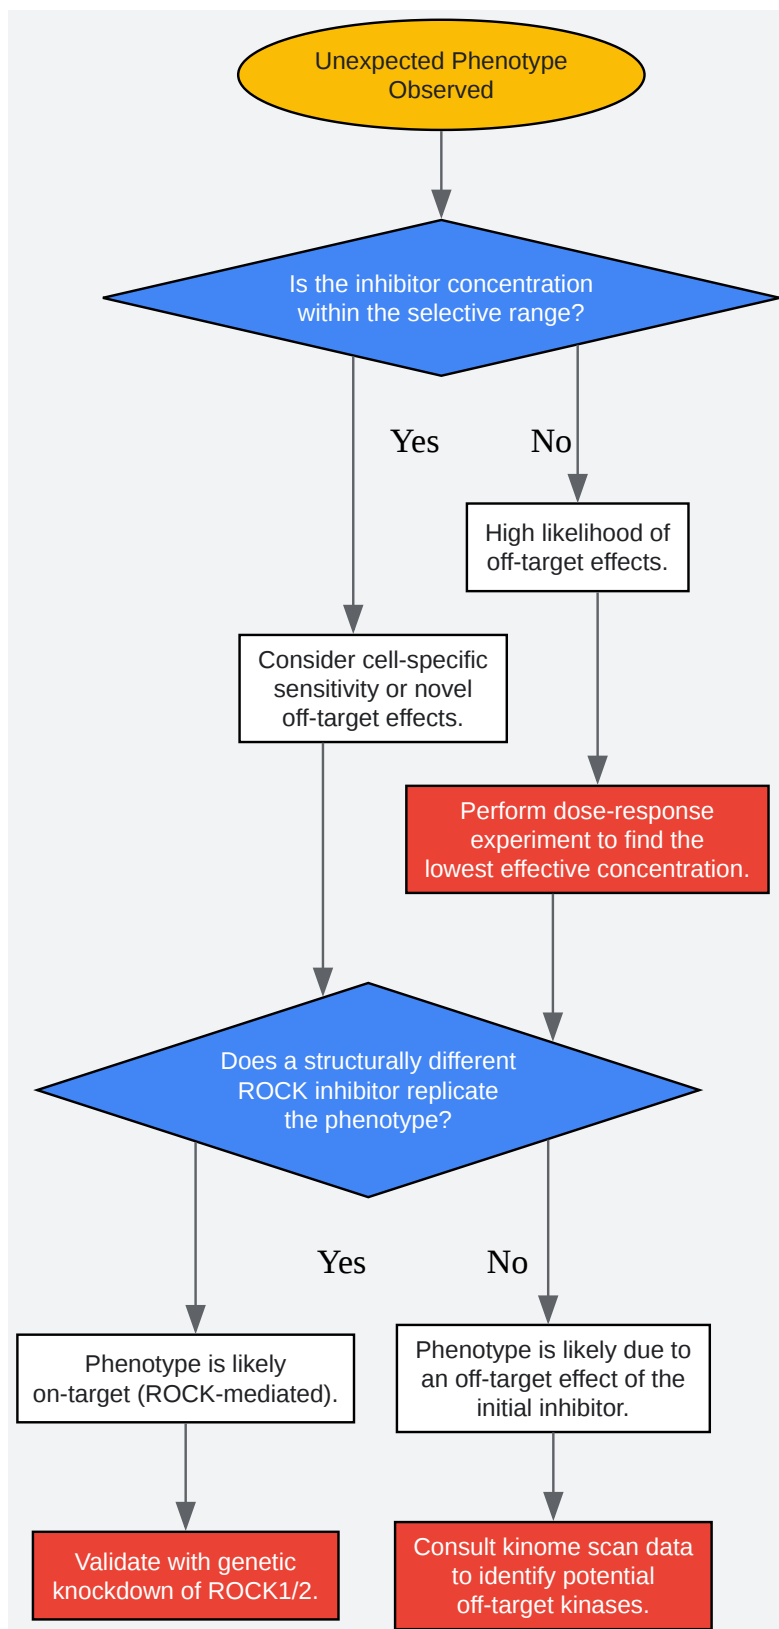 Unexpected Phenotype
Observed
Is the inhibitor concentration
within the selective range?
Yes
No
High likelihood of
off-target effects.
Consider cell-specific
sensitivity or novel
off-target effects.
Perform dose-response
experiment to find the
lowest effective concentration.
Does a structurally different
ROCK inhibitor replicate
the phenotype?
Yes
No
Phenotype is likely
on-target (ROCK-mediated).
Phenotype is likely due to
an off-target effect of the
initial inhibitor.
Validate with genetic
knockdown of ROCK1/2.
Consult kinome scan data
to identify potential
off-target kinases.